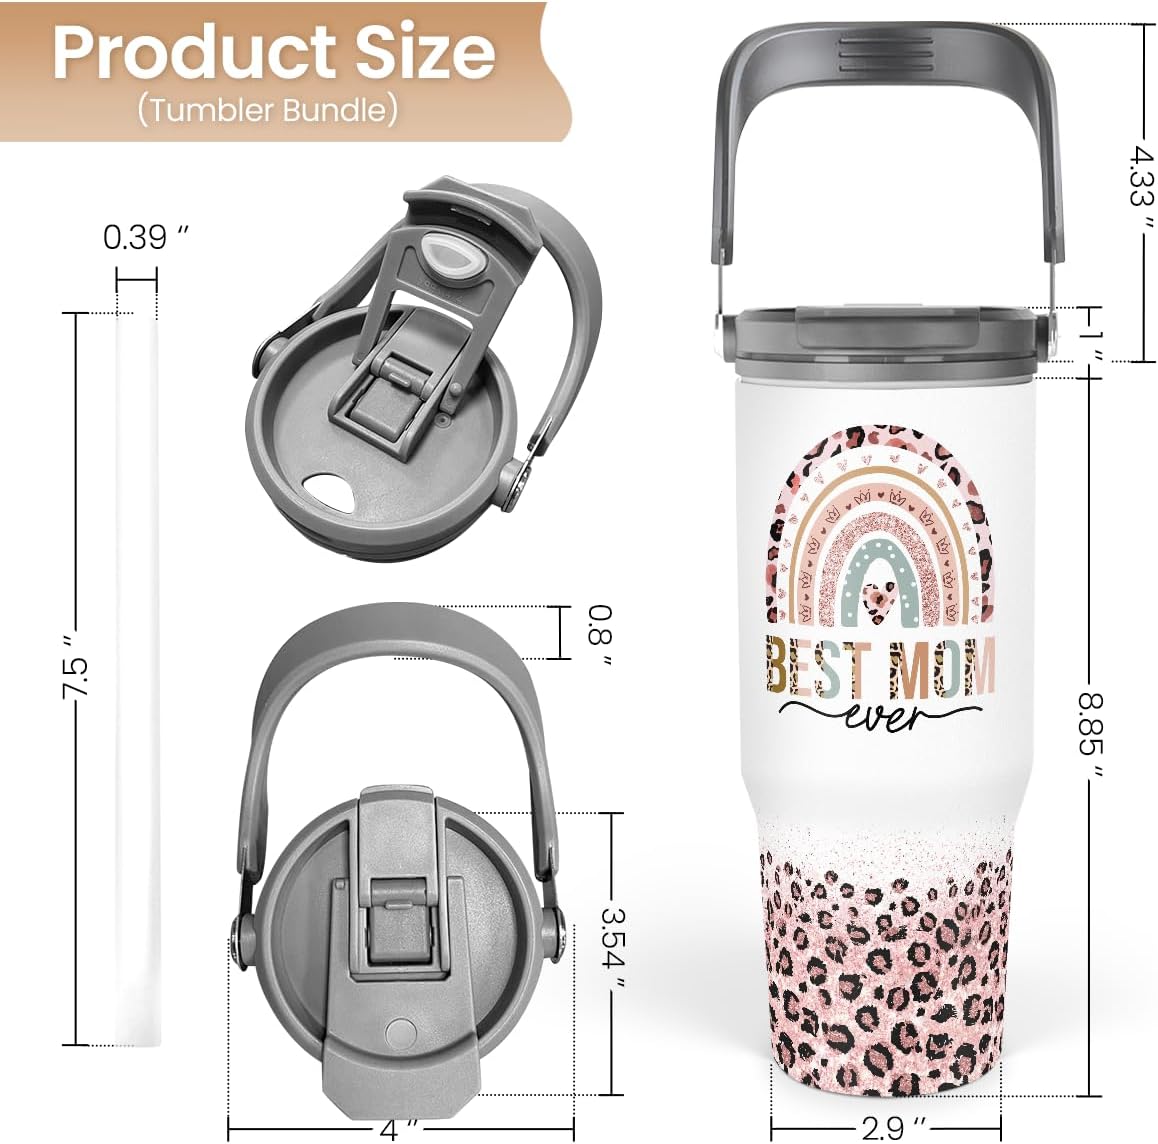 Product Size
(Tumbler Bundle)
0.39 "
7.5 "
0.8 "
3.54 "
4 "
4.33 "
1 "
8.85 "
2.9 "
BEST MOM
ever